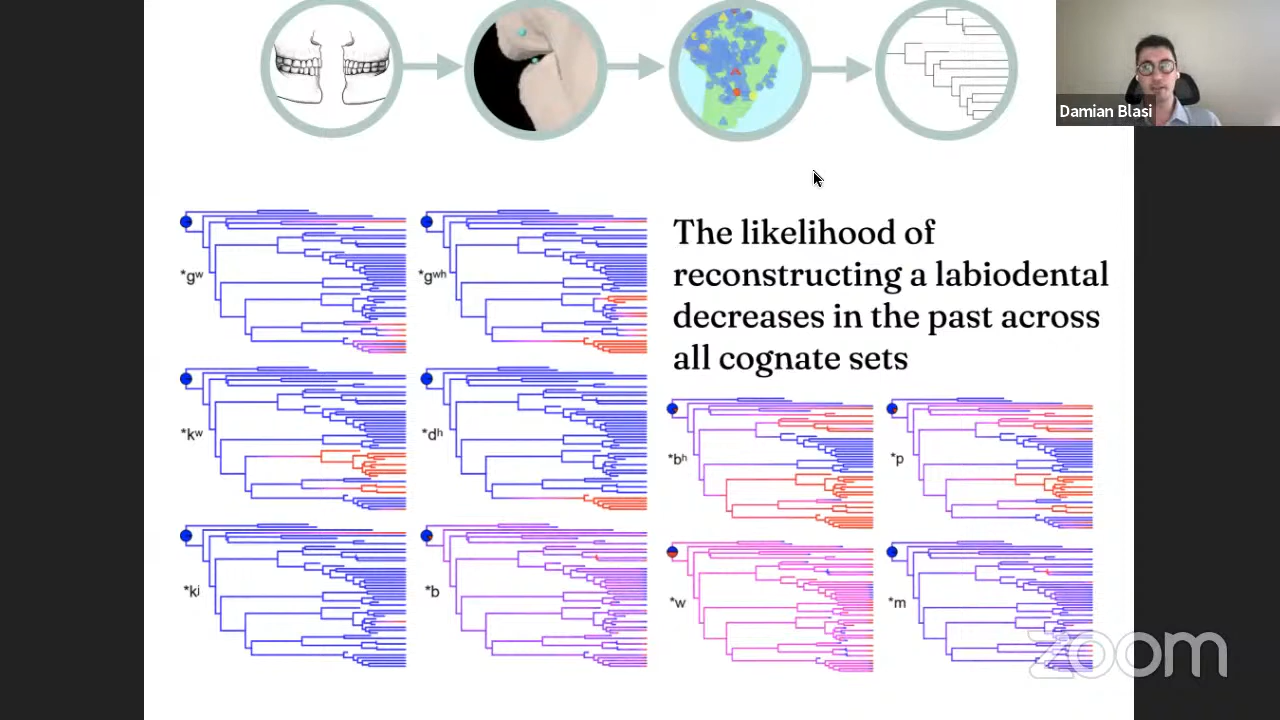 Damian Blasi
The likelihood of
reconstructing a labiodental
decreases in the past across
all cognate sets
*gʷ
*gʷʰ
*kʷ
*dʰ
*ki
*b
*bʰ
*p
*w
*m
zoom